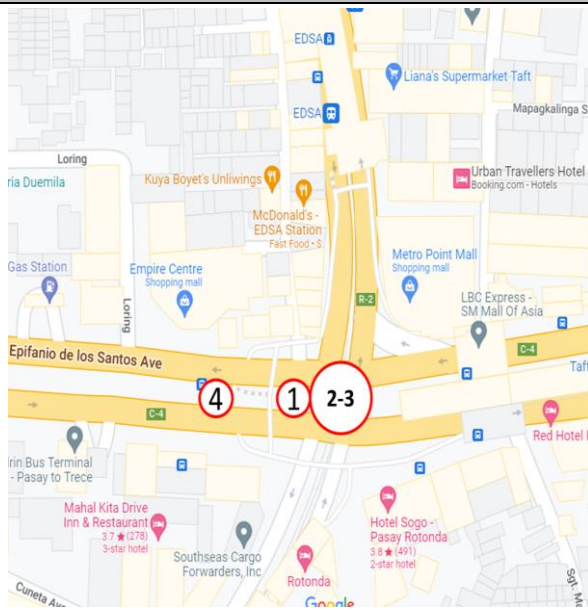 EDSA
Liana's Supermarket Taft
EDSA
Mapagkalinga S
Loring
ria Duemila
Kuya Boyet's Unliwings
Urban Travellers Hotel
Booking.com - Hotels
McDonald's -
EDSA Station
Fast Food • S
Gas Station
Empire Centre
Shopping mall
Metro Point Mall
Shopping mall
Loring
R-2
LBC Express -
SM Mall Of Asia
Epifanio de los Santos Ave
C-4
Taft
4
1
2-3
C-4
Red Hotel
rin Bus Terminal
- Pasay to Trece
Mahal Kita Drive
Inn & Restaurant
3.7 ★ (278)
3-star hotel
Hotel Sogo -
Pasay Rotonda
3.8 ★ (491)
2-star hotel
Southseas Cargo
Forwarders, Inc
Rotonda
Cuneta Ave
Sgt. M
Google